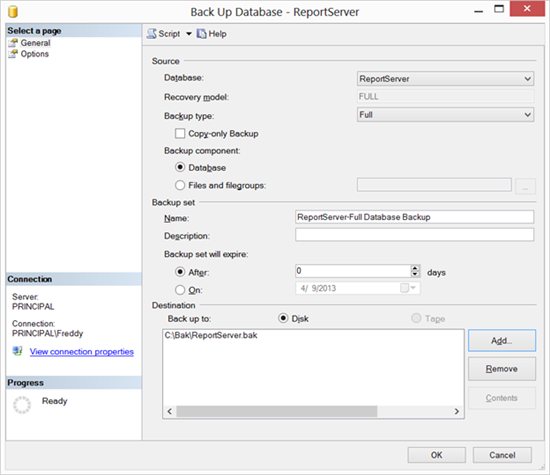 Back Up Database - ReportServer
Select a page
General
Options
Script
Help
Source
Database:
ReportServer
Recovery model:
FULL
Backup type:
Full
Copy-only Backup
Backup component:
Database
Files and filegroups:
...
Backup set
Name:
ReportServer-Full Database Backup
Description:
Backup set will expire:
After:
0
days
On:
4/ 9/2013
Destination
Back up to:
Disk
Tape
C:\Bak\ReportServer.bak
Add...
Remove
Contents
Connection
Server:
PRINCIPAL
Connection:
PRINCIPAL\Freddy
View connection properties
Progress
Ready
OK
Cancel